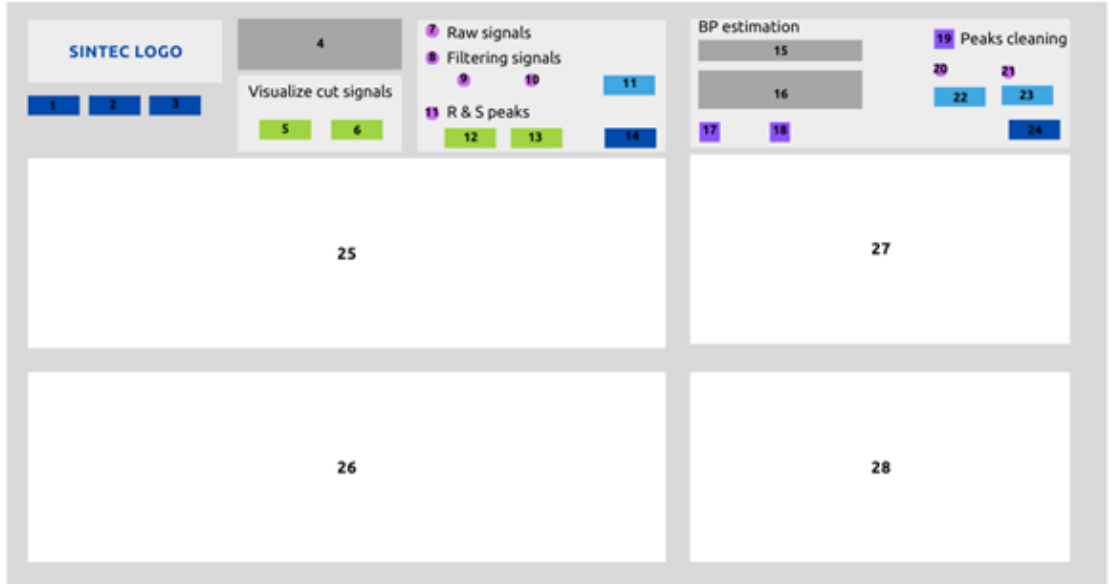 SINTEC LOGO
1 2 3
4
Visualize cut signals
5 6
7 Raw signals
8 Filtering signals
9 10 11
11 R & S peaks
12 13 14
BP estimation
15
16
17 18
19 Peaks cleaning
20 21
22 23
24
25
27
26
28